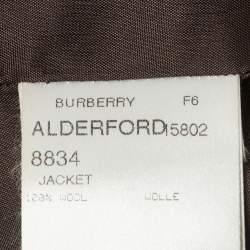 BURBERRY F6
ALDERFORD 15802
8834
JACKET
100% WOOL WOLLE